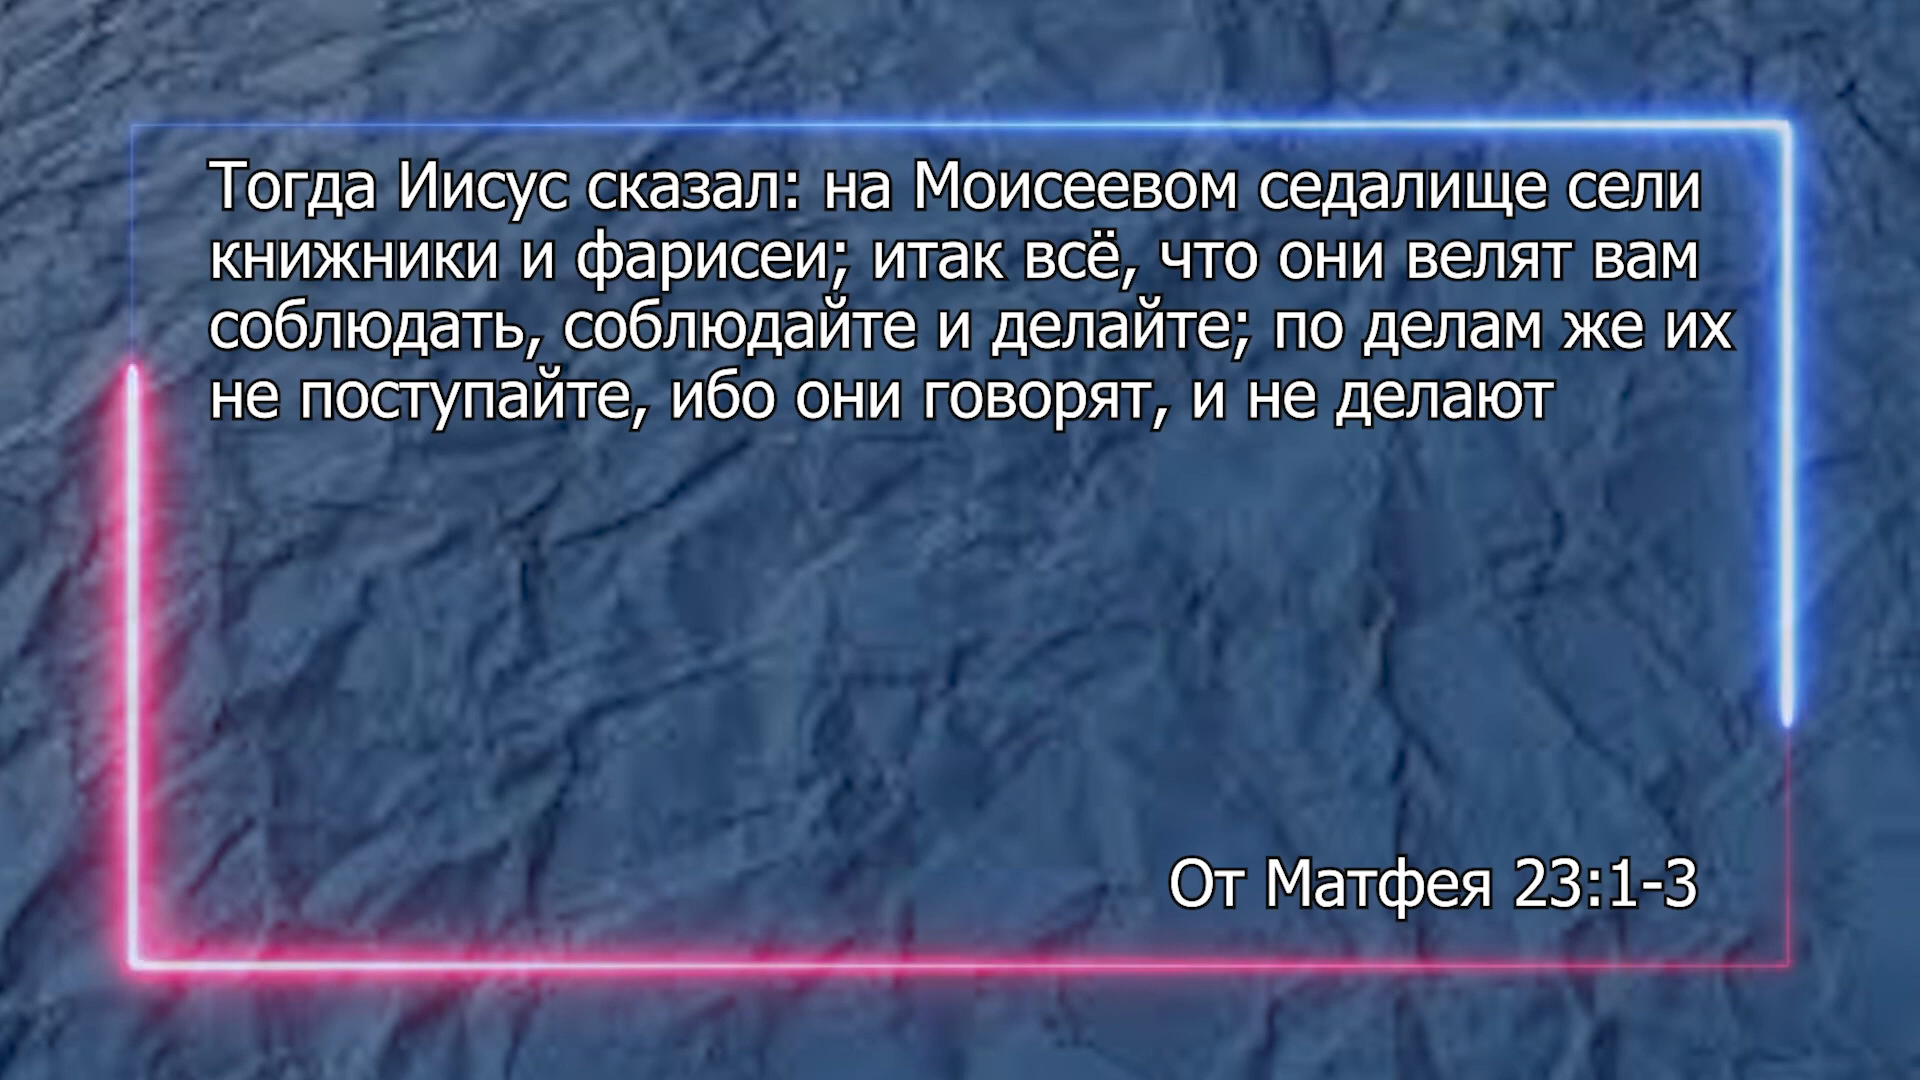 Тогда Иисус сказал: на Моисеевом седалище сели
книжники и фарисеи; итак всё, что они велят вам
соблюдать, соблюдайте и делайте; по делам же их
не поступайте, ибо они говорят, и не делают
От Матфея 23:1-3